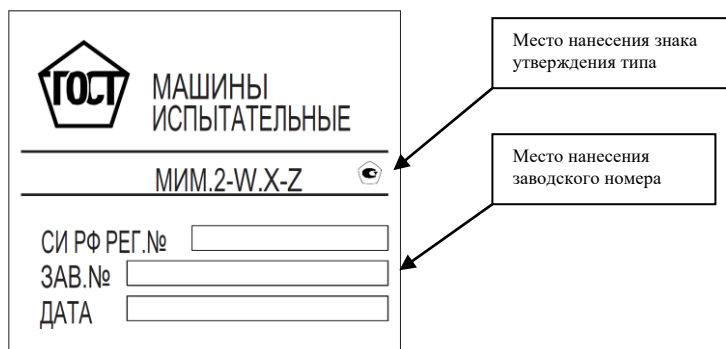 ГОСТ
МАШИНЫ
ИСПЫТАТЕЛЬНЫЕ
МИМ.2-W.X-Z
СИ РФ РЕГ.№
ЗАВ.№
ДАТА
Место нанесения знака
утверждения типа
Место нанесения
заводского номера